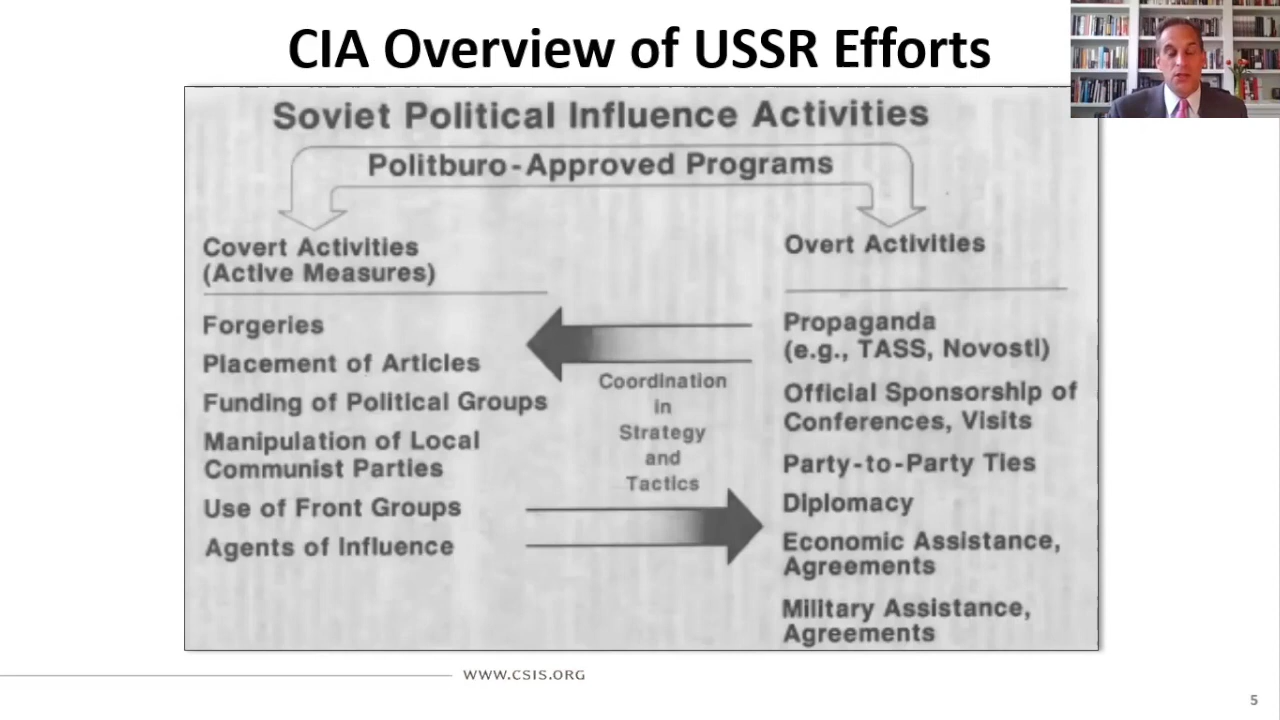 CIA Overview of USSR Efforts
Soviet Political Influence Activities
Politburo-Approved Programs
Covert Activities
(Active Measures)
Forgeries
Placement of Articles
Funding of Political Groups
Manipulation of Local
Communist Parties
Use of Front Groups
Agents of Influence
Coordination
in
Strategy
and
Tactics
Overt Activities
Propaganda
(e.g., TASS, Novosti)
Official Sponsorship of
Conferences, Visits
Party-to-Party Ties
Diplomacy
Economic Assistance,
Agreements
Military Assistance,
Agreements
WWW.CSIS.ORG
5